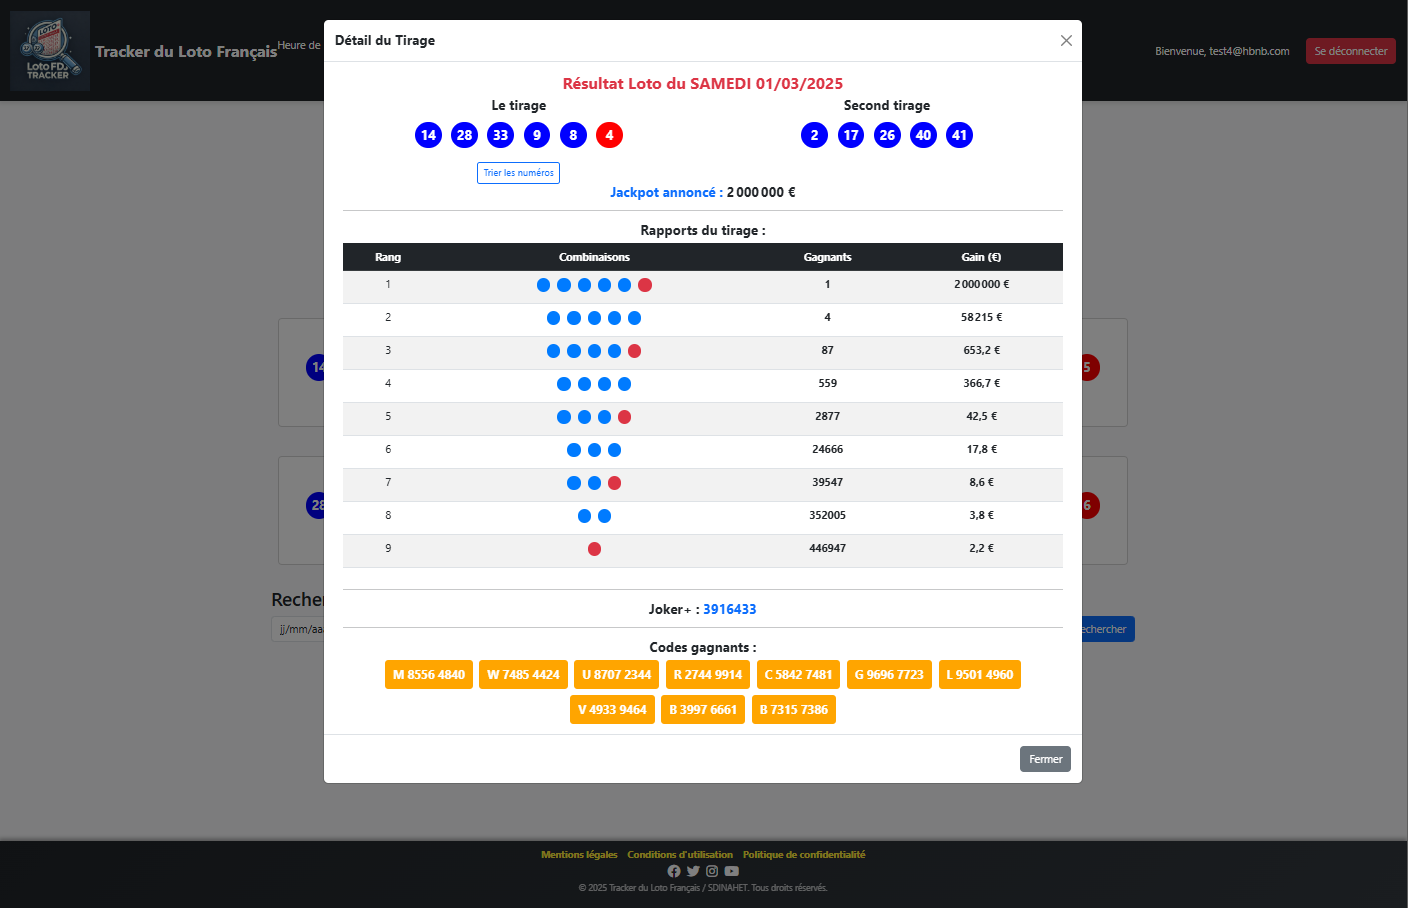 LOTO
Loto FDJ
TRACKER
Tracker du Loto Français
Heure de
Bienvenue, test4@hbnb.com
Se déconnecter
Détail du Tirage
Résultat Loto du SAMEDI 01/03/2025
Le tirage
Second tirage
14 28 33 9 8 4
2 17 26 40 41
Trier les numéros
Jackpot annoncé : 2 000 000 €
Rapports du tirage :
Rang Combinaisons Gagnants Gain (€)
1 1 2 000 000 €
2 4 58 215 €
3 87 653,2 €
4 559 366,7 €
5 2877 42,5 €
6 24666 17,8 €
7 39547 8,6 €
8 352005 3,8 €
9 446947 2,2 €
Joker+ : 3916433
Codes gagnants :
M 8556 4840 W 7485 4424 U 8707 2344 R 2744 9914 C 5842 7481 G 9696 7723 L 9501 4960
V 4933 9464 B 3997 6661 B 7315 7386
Fermer
14
5
28
6
Recher
jj/mm/aa
echercher
Mentions légales Conditions d'utilisation Politique de confidentialité
© 2025 Tracker du Loto Français / SDINAHET. Tous droits réservés.